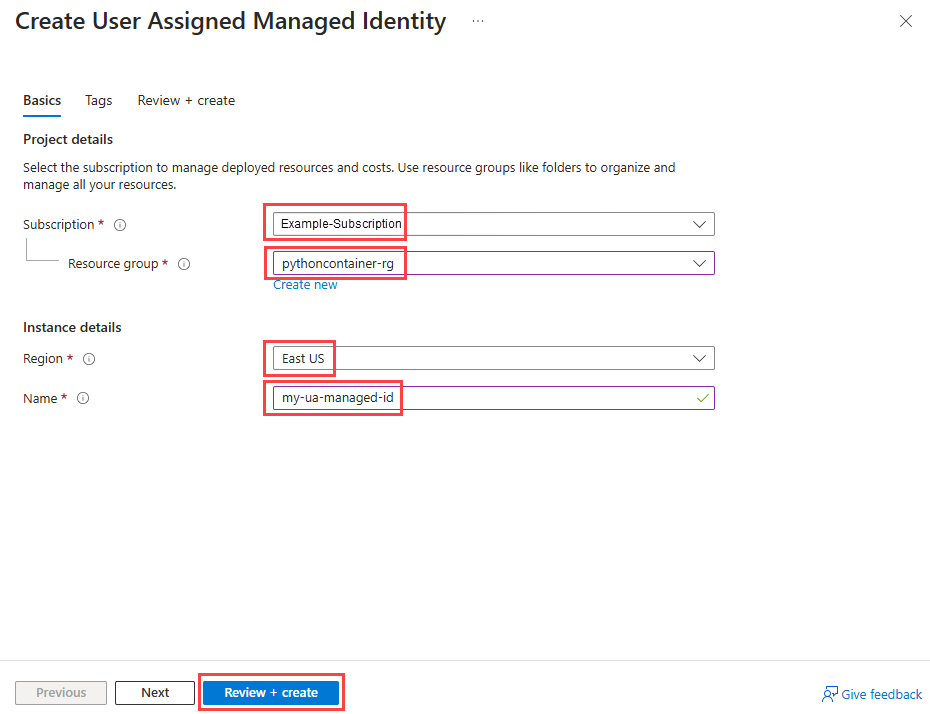 Create User Assigned Managed Identity ...
Basics Tags Review + create
Project details
Select the subscription to manage deployed resources and costs. Use resource groups like folders to organize and
manage all your resources.
Subscription * Example-Subscription
Resource group * pythoncontainer-rg
Create new
Instance details
Region * East US
Name * my-ua-managed-id
Previous Next Review + create Give feedback